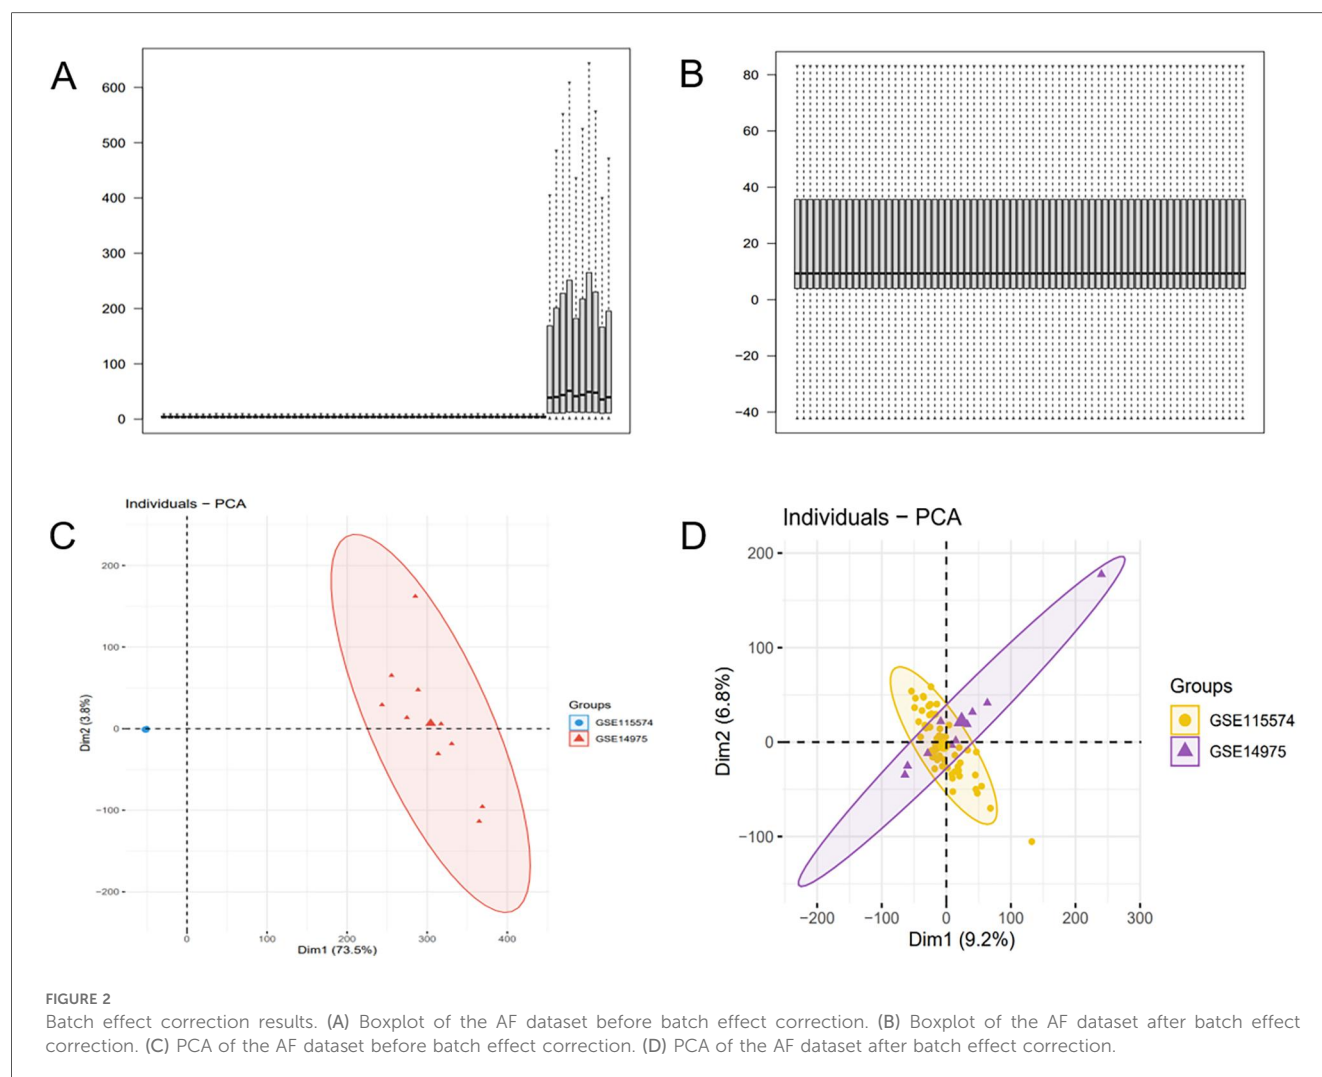 A
600
500
400
300
200
100
0
B
80
60
40
20
0
−20
−40
C
Individuals − PCA
200
100
0
−100
−200
Dim2 (3.8%)
0 100 200 300 400
Dim1 (73.5%)
Groups
GSE115574
GSE14975
D
Individuals − PCA
200
100
0
−100
Dim2 (6.8%)
−200 −100 0 100 200 300
Dim1 (9.2%)
Groups
GSE115574
GSE14975
FIGURE 2
Batch effect correction results. (A) Boxplot of the AF dataset before batch effect correction. (B) Boxplot of the AF dataset after batch effect
correction. (C) PCA of the AF dataset before batch effect correction. (D) PCA of the AF dataset after batch effect correction.